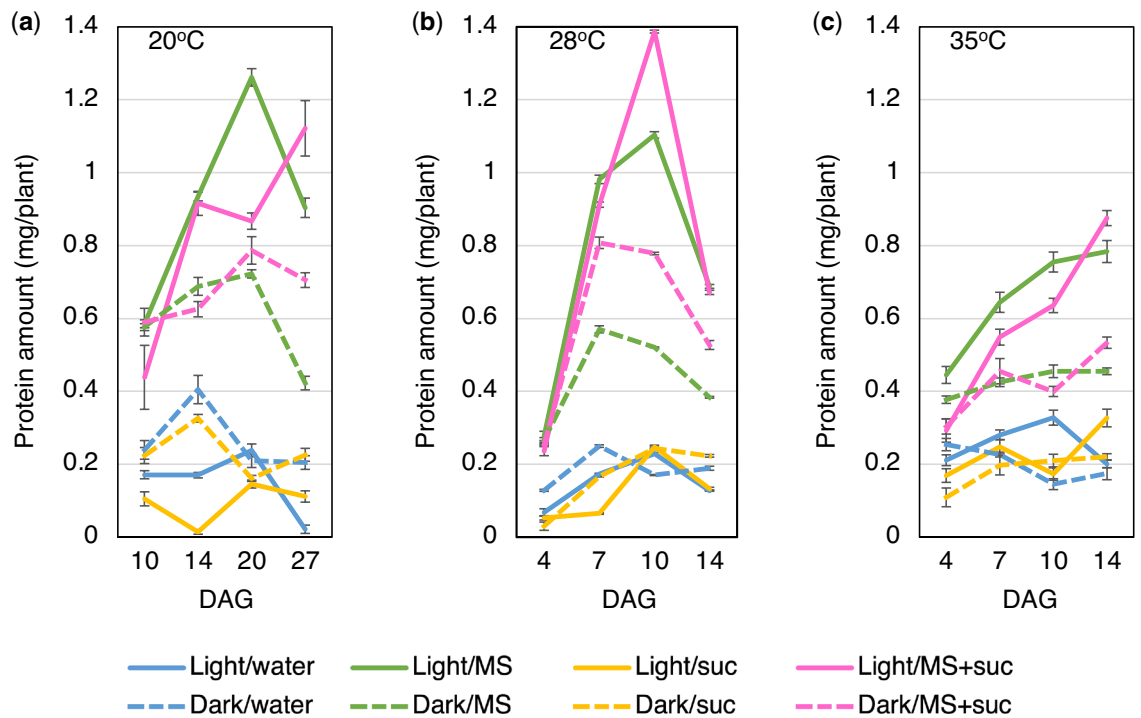 (a)
20°C
Protein amount (mg/plant)
1.4
1.2
1
0.8
0.6
0.4
0.2
0
10 14 20 27
DAG
(b)
28°C
Protein amount (mg/plant)
1.4
1.2
1
0.8
0.6
0.4
0.2
0
4 7 10 14
DAG
(c)
35°C
Protein amount (mg/plant)
1.4
1.2
1
0.8
0.6
0.4
0.2
0
4 7 10 14
DAG
Light/water Light/MS Light/suc Light/MS+suc
Dark/water Dark/MS Dark/suc Dark/MS+suc